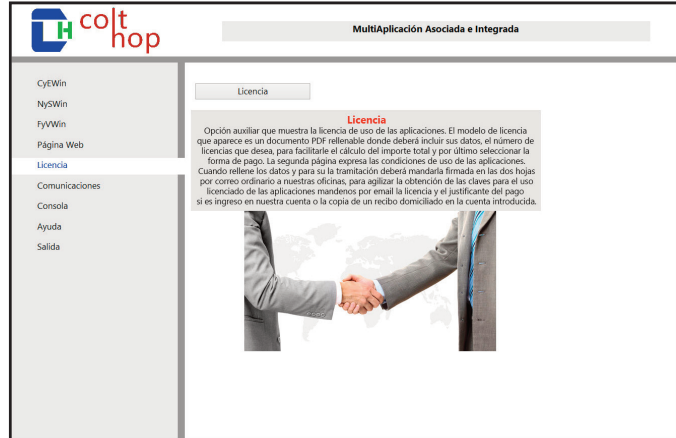 colt
hop
MultiAplicación Asociada e Integrada
CyEWin
NySWin
FyVWin
Página Web
Licencia
Comunicaciones
Consola
Ayuda
Salida
Licencia
Licencia
Opción auxiliar que muestra la licencia de uso de las aplicaciones. El modelo de licencia
que aparece es un documento PDF rellenable donde deberá incluir sus datos, el número de
licencias que desea, para facilitarle el cálculo del importe total y por último seleccionar la
forma de pago. La segunda página expresa las condiciones de uso de las aplicaciones.
Cuando rellene los datos y para su la tramitación deberá mandarla firmada en las dos hojas
por correo ordinario a nuestras oficinas, para agilizar la obtención de las claves para el uso
licenciado de las aplicaciones mandenos por email la licencia y el justificante del pago
si es ingreso en nuestra cuenta o la copia de un recibo domiciliado en la cuenta introducida.